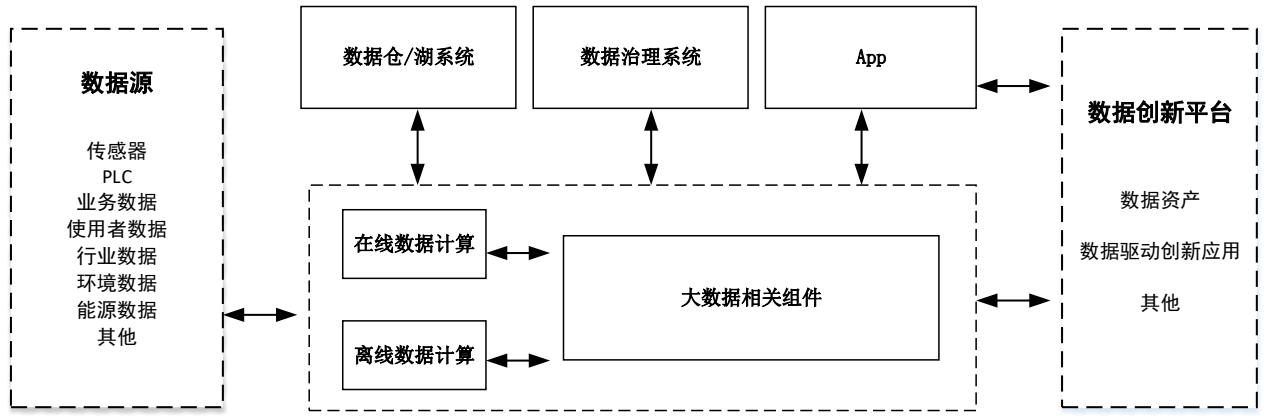 数据源
传感器
PLC
业务数据
使用者数据
行业数据
环境数据
能源数据
其他
数据仓/湖系统
数据治理系统
App
在线数据计算
离线数据计算
大数据相关组件
数据创新平台
数据资产
数据驱动创新应用
其他